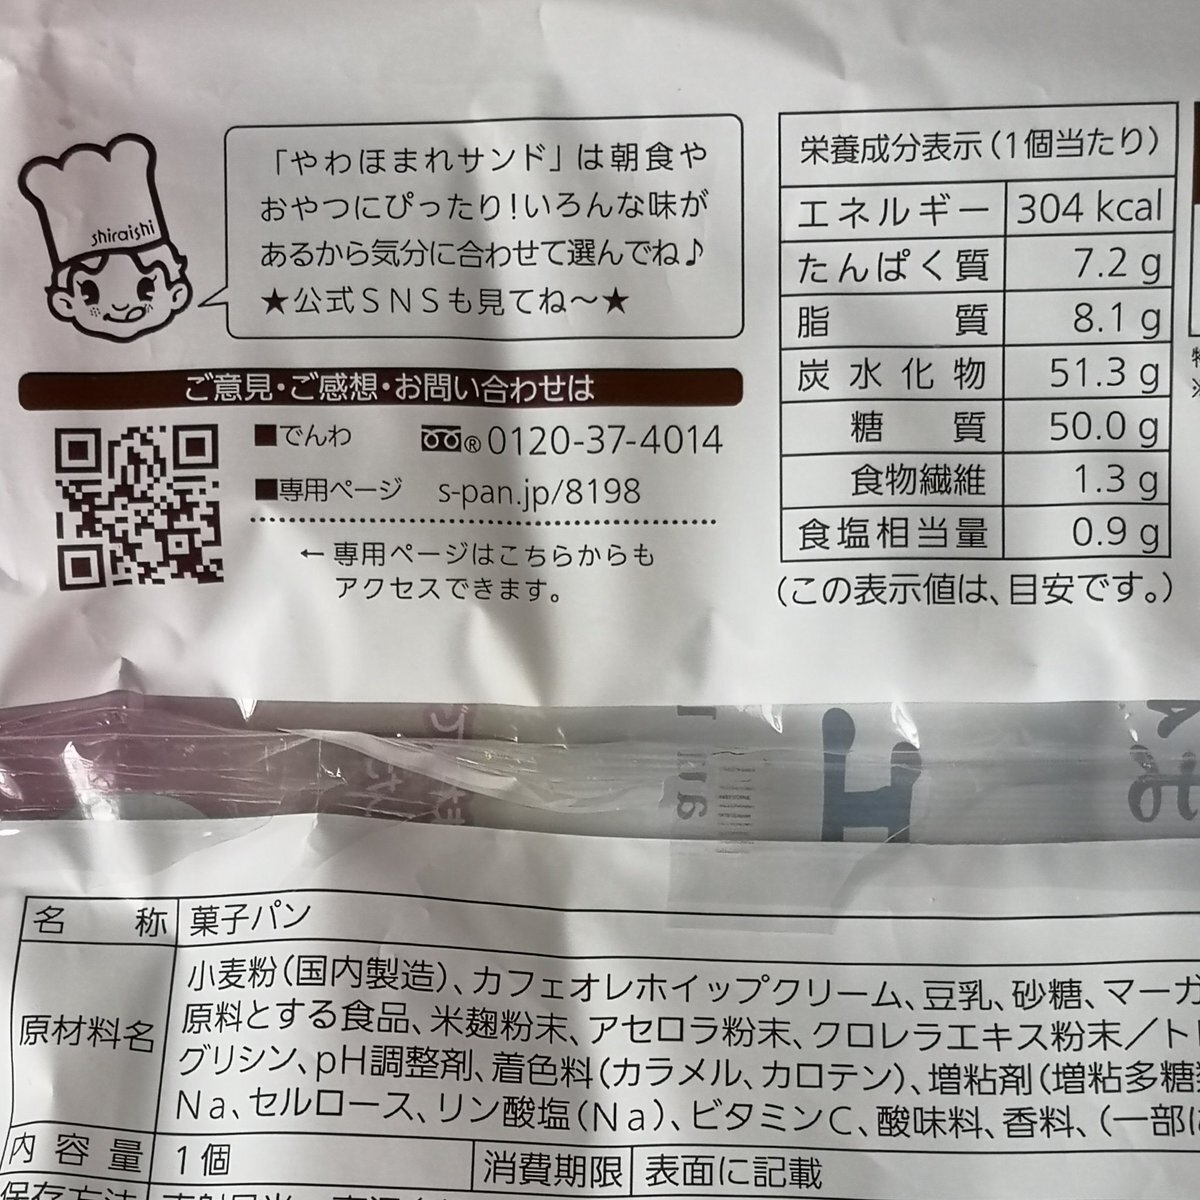 shiraishi
「やわほまれサンド」は朝食や
おやつにぴったり!いろんな味が
あるから気分に合わせて選んでね♪
★公式SNSも見てね〜★
ご意見・ご感想・お問い合わせは
■でんわ ® 0120-37-4014
■専用ページ s-pan.jp/8198
← 専用ページはこちらからも
アクセスできます。
栄養成分表示(1個当たり)
エネルギー 304 kcal
たんぱく質 7.2 g
脂質 8.1 g
炭水化物 51.3 g
糖質 50.0 g
食物繊維 1.3 g
食塩相当量 0.9 g
(この表示値は、目安です。)
名称 菓子パン
原材料名 小麦粉(国内製造)、カフェオレホイップクリーム、豆乳、砂糖、マーガ
原料とする食品、米麹粉末、アセロラ粉末、クロレラエキス粉末/ト
グリシン、pH調整剤、着色料(カラメル、カロテン)、増粘剤(増粘多糖
Na、セルロース、リン酸塩(Na)、ビタミンC、酸味料、香料、(一部に
内容量 1個 消費期限 表面に記載
保存方法